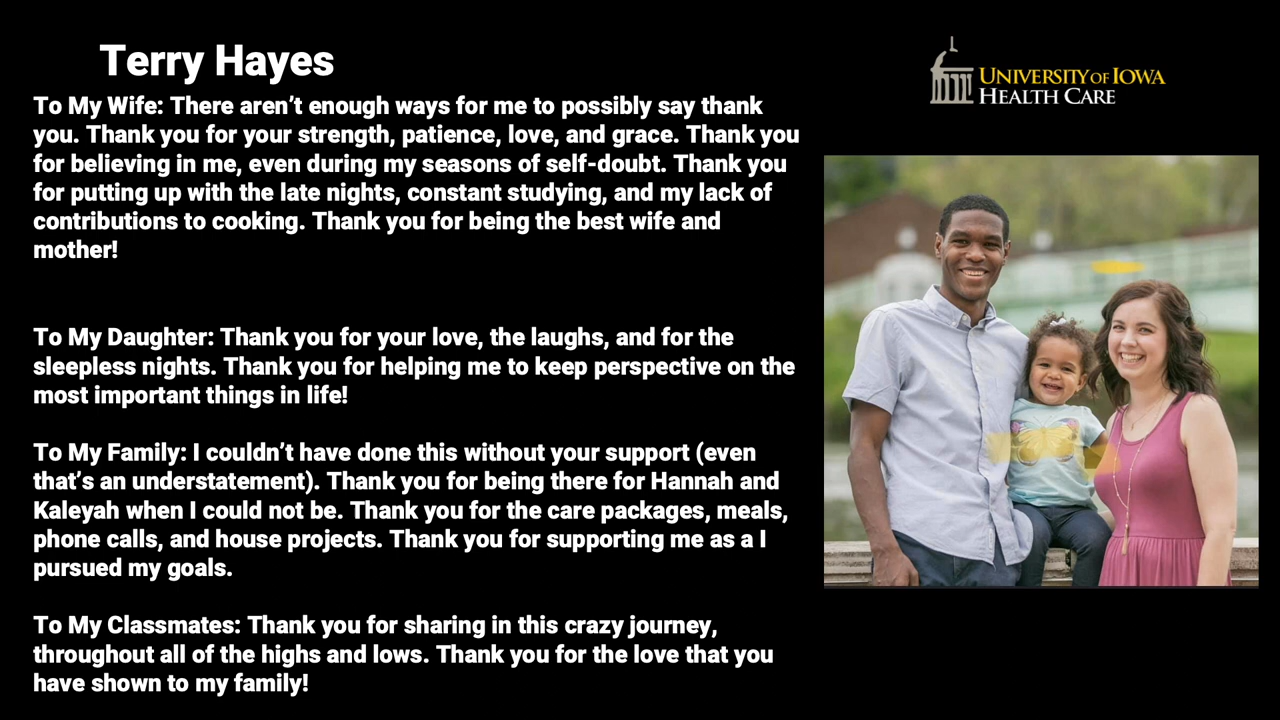 Terry Hayes
UNIVERSITY OF IOWA
HEALTH CARE
To My Wife: There aren’t enough ways for me to possibly say thank
you. Thank you for your strength, patience, love, and grace. Thank you
for believing in me, even during my seasons of self-doubt. Thank you
for putting up with the late nights, constant studying, and my lack of
contributions to cooking. Thank you for being the best wife and
mother!
To My Daughter: Thank you for your love, the laughs, and for the
sleepless nights. Thank you for helping me to keep perspective on the
most important things in life!
To My Family: I couldn’t have done this without your support (even
that’s an understatement). Thank you for being there for Hannah and
Kaleyah when I could not be. Thank you for the care packages, meals,
phone calls, and house projects. Thank you for supporting me as a I
pursued my goals.
To My Classmates: Thank you for sharing in this crazy journey,
throughout all of the highs and lows. Thank you for the love that you
have shown to my family!